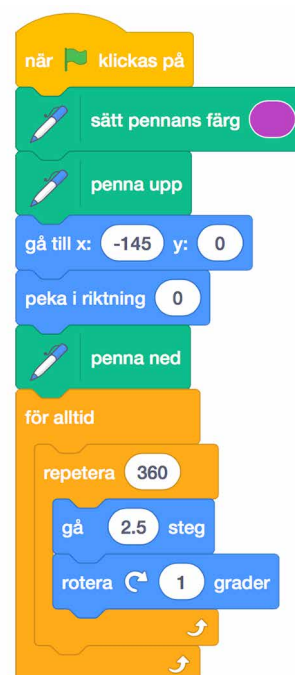 när klickas på
sätt pennans färg
penna upp
gå till x: -145 y: 0
peka i riktning 0
penna ned
för alltid
repetera 360
gå 2.5 steg
rotera 1 grader